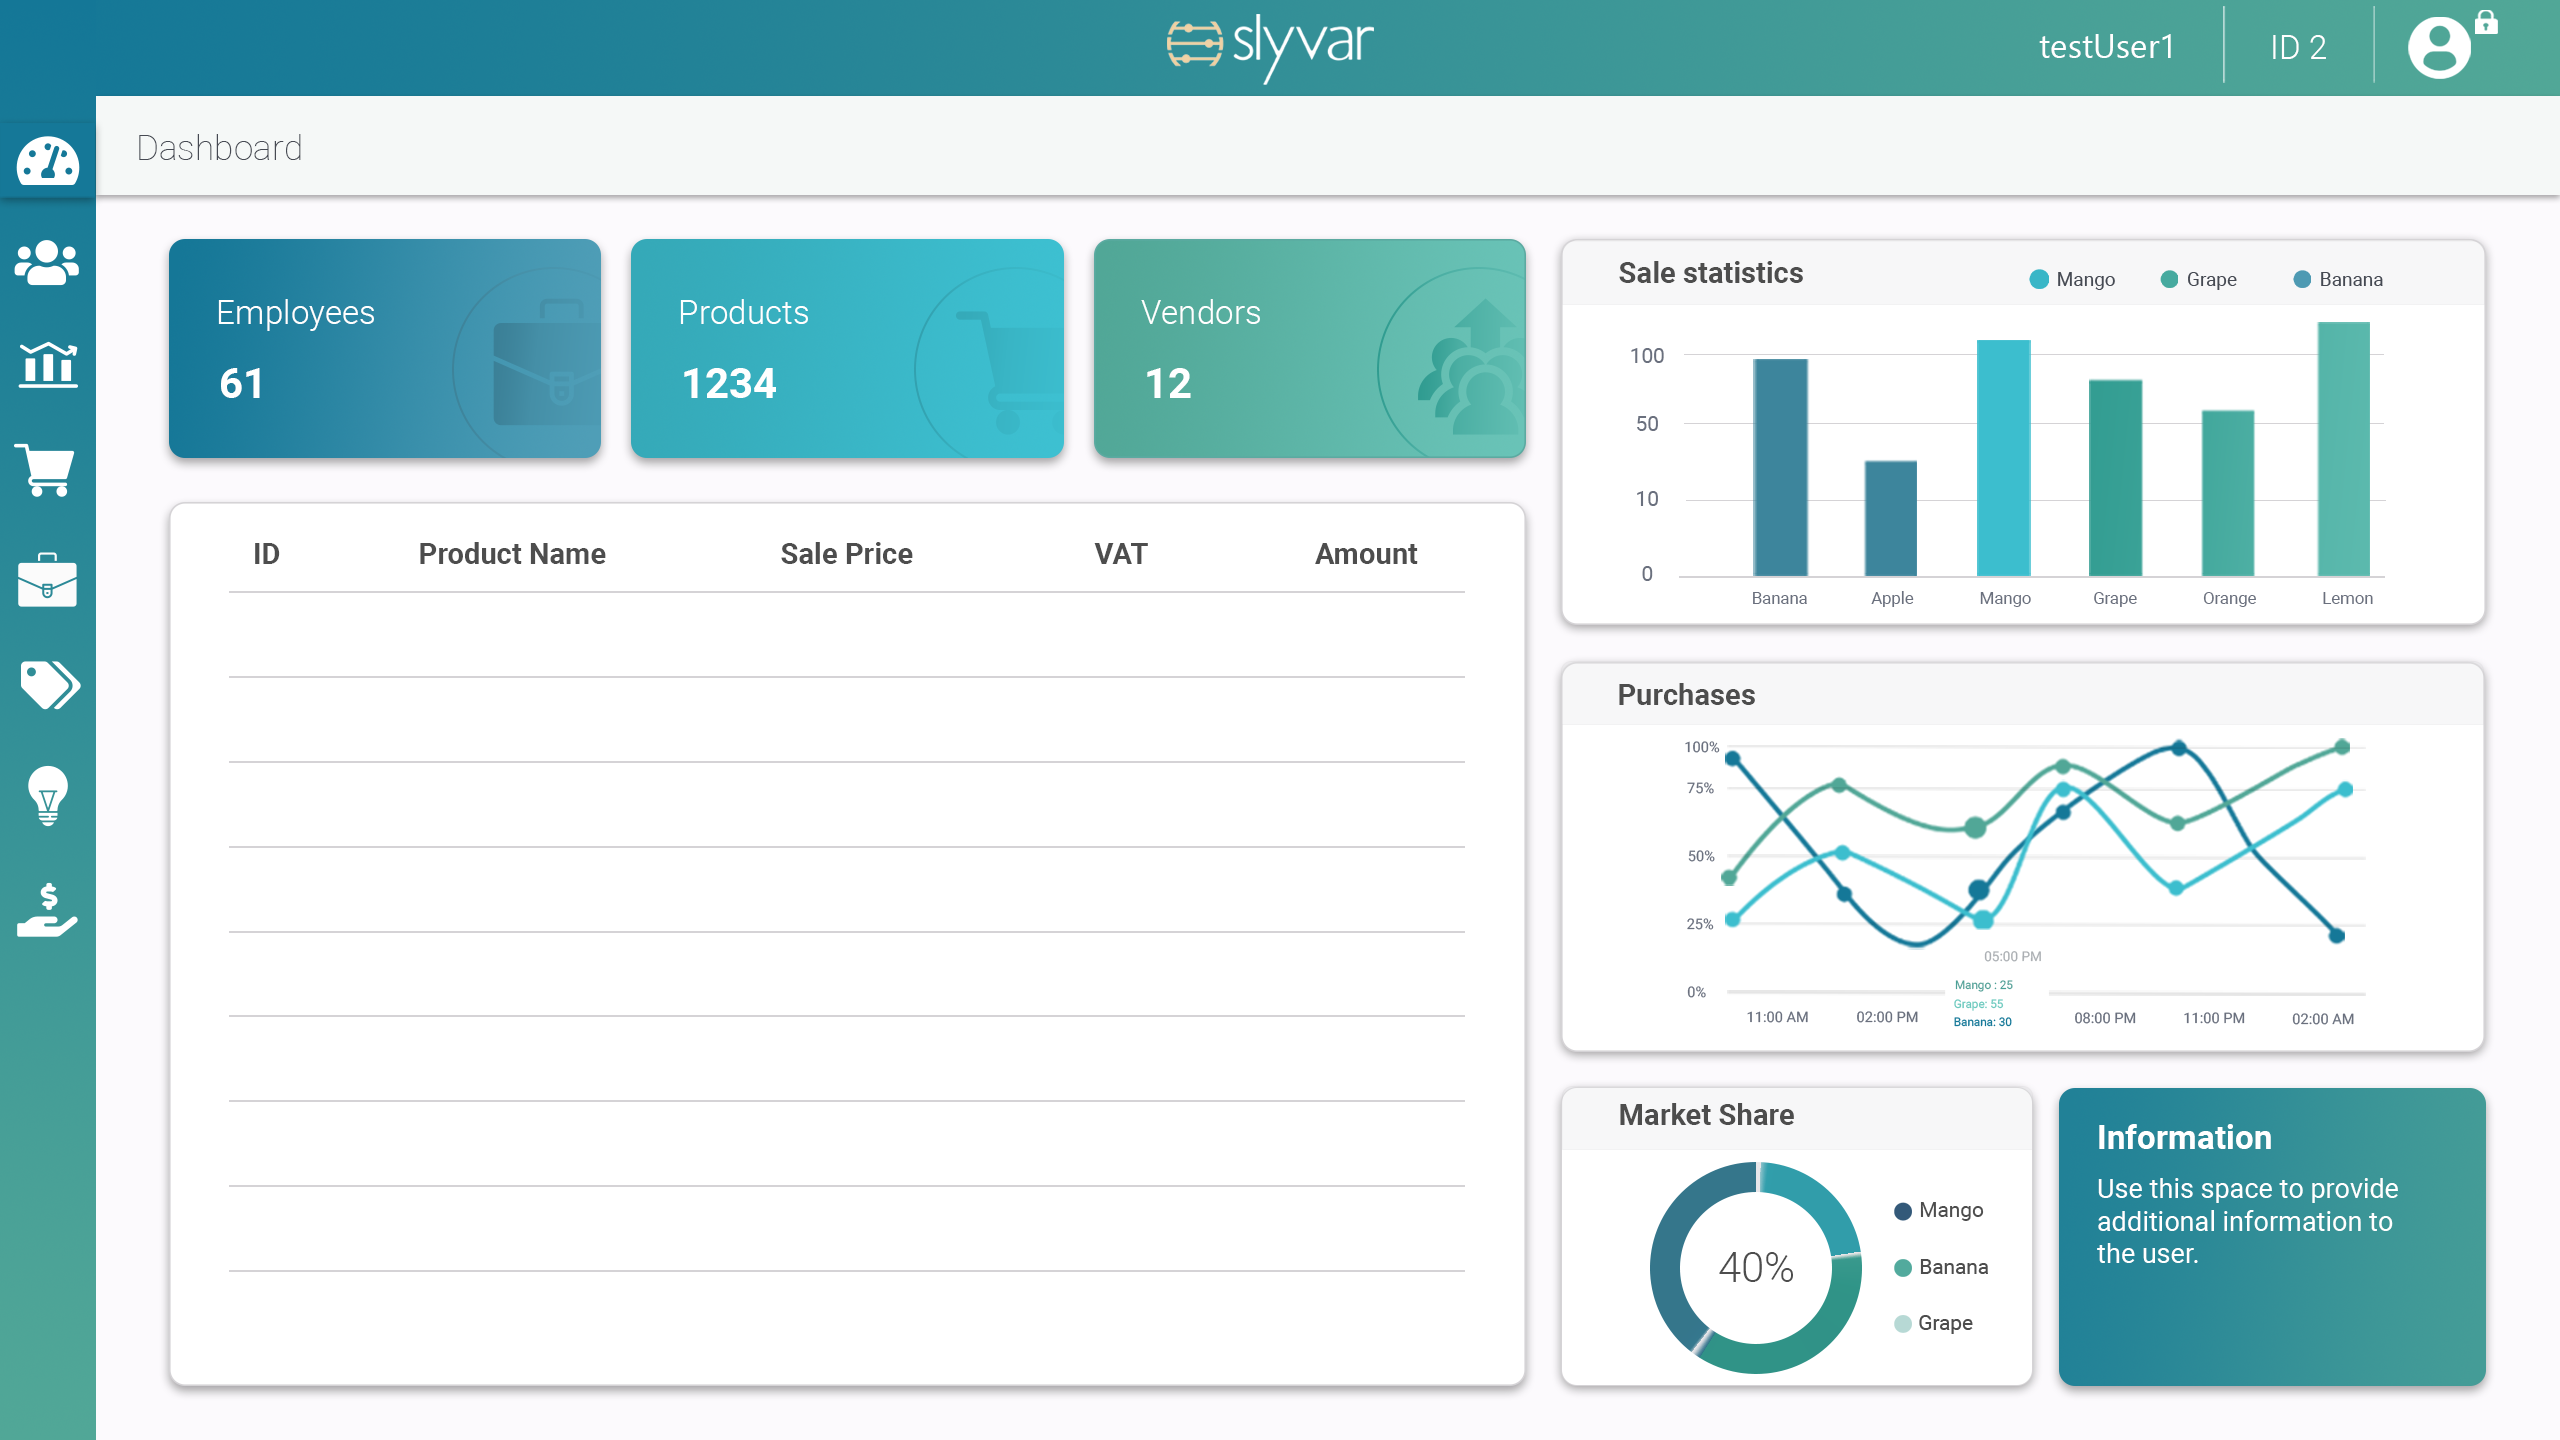 slyvar
testUser1
ID 2
Dashboard
Employees
61
Products
1234
Vendors
12
ID Product Name Sale Price VAT Amount
Sale statistics
Mango Grape Banana
100
50
10
0
Banana Apple Mango Grape Orange Lemon
Purchases
100%
75%
50%
25%
0%
05:00 PM
Mango : 25
Grape: 55
Banana: 30
11:00 AM 02:00 PM 08:00 PM 11:00 PM 02:00 AM
Market Share
40%
Mango
Banana
Grape
Information
Use this space to provide
additional information to
the user.